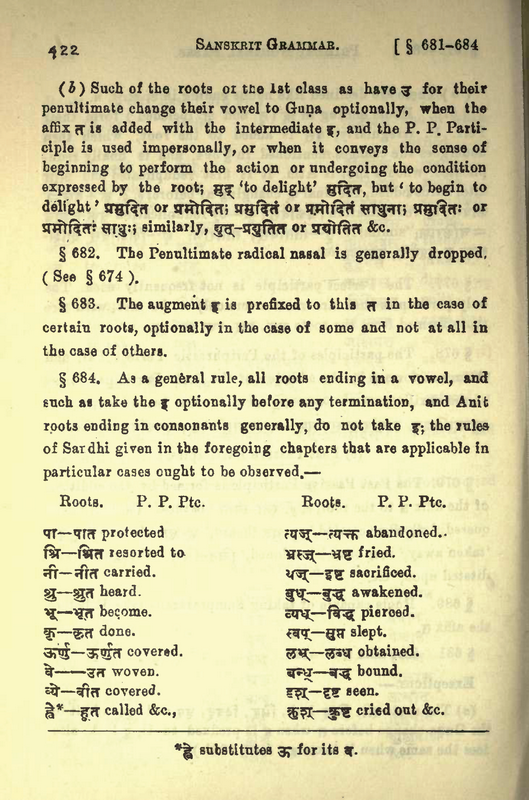 422 SANSKRIT GRAMMAR. [ § 681-684
(b) Such of the roots of the 1st class as have उ for their
penultimate change their vowel to Guṇa optionally, when the
affix त is added with the intermediate इ, and the P. P. Parti-
ciple is used impersonally, or when it conveys the sense of
beginning to perform the action or undergoing the condition
expressed by the root; मुद् 'to delight' मुदित, but 'to begin to
delight' प्रमुदित or प्रमोदित; प्रमुदितं or प्रमोदितं साधुना; प्रमुदितः or
प्रमोदितः साधुः; similarly, द्युत्-प्रद्युतित or प्रद्योतित &c.
§ 682. The Penultimate radical nasal is generally dropped.
( See § 674 ).
§ 683. The augment इ is prefixed to this त in the case of
certain roots, optionally in the case of some and not at all in
the case of others.
§ 684. As a general rule, all roots ending in a vowel, and
such as take the इ optionally before any termination, and Anit
roots ending in consonants generally, do not take इ; the rules
of Sandhi given in the foregoing chapters that are applicable in
particular cases ought to be observed.—
Roots. P. P. Ptc. Roots. P. P. Ptc.
पा—पात protected त्यज्—त्यक्त abandoned.
श्रि—श्रित resorted to भ्रस्ज्—भ्रष्ट fried.
नी—नीत carried. यज्—इष्ट sacrificed.
श्रु—श्रुत heard. बुध्—बुद्ध awakened.
भू—भूत become. व्यध्—विद्ध pierced.
कृ—कृत done. स्वप्—सुप्त slept.
ऊर्णु—ऊर्णुत covered. लभ्—लब्ध obtained.
वे——उत woven. बन्ध्—बद्ध bound.
व्ये—वीत covered. दृश्—दृष्ट seen.
ह्वे*—हूत called &c., क्रुश्—क्रुष्ट cried out &c.
*ह्वे substitutes ऊ for its व.